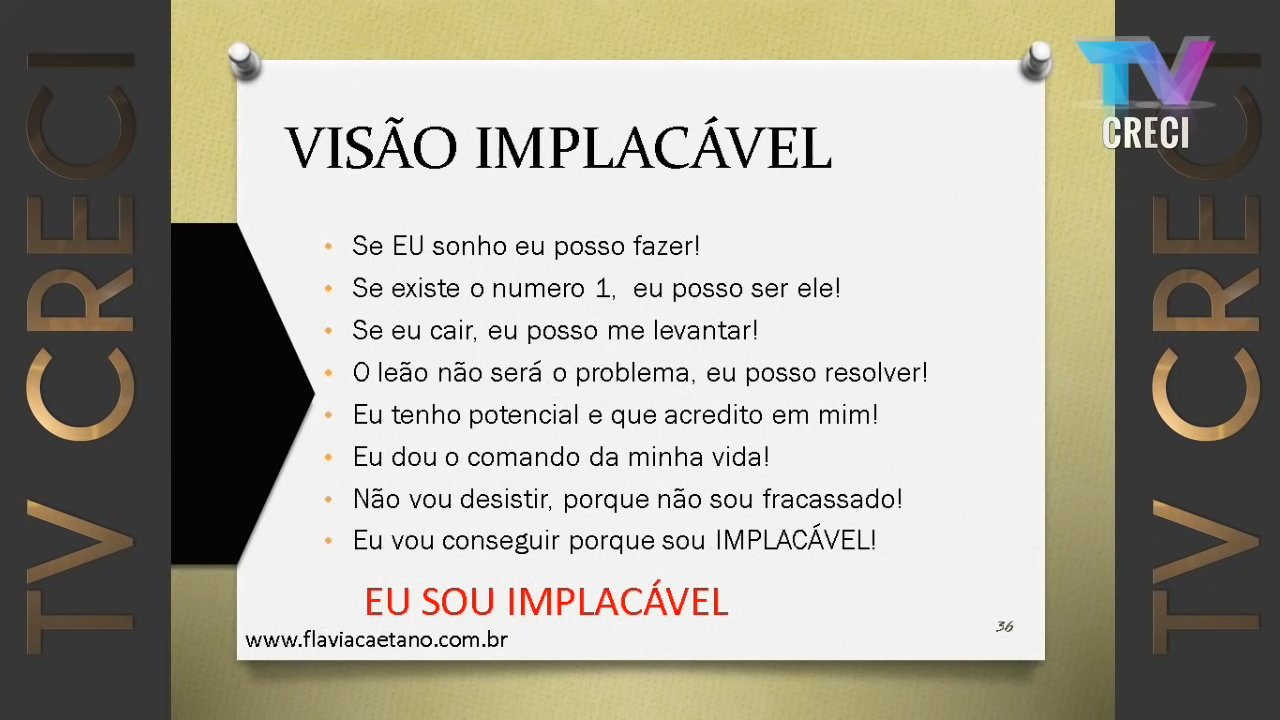 TV CRECI
TV
CRECI
TV CRECI
VISÃO IMPLACÁVEL
• Se EU sonho eu posso fazer!
• Se existe o numero 1, eu posso ser ele!
• Se eu cair, eu posso me levantar!
• O leão não será o problema, eu posso resolver!
• Eu tenho potencial e que acredito em mim!
• Eu dou o comando da minha vida!
• Não vou desistir, porque não sou fracassado!
• Eu vou conseguir porque sou IMPLACÁVEL!
EU SOU IMPLACÁVEL
www.flaviacaetano.com.br
36